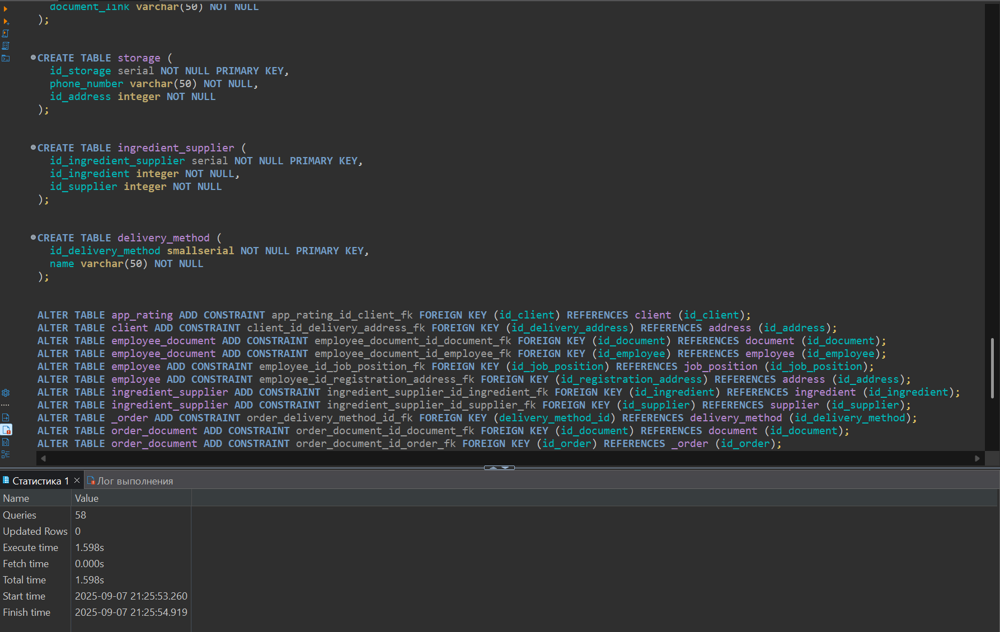 document_link varchar(50) NOT NULL
);
CREATE TABLE storage (
id_storage serial NOT NULL PRIMARY KEY,
phone_number varchar(50) NOT NULL,
id_address integer NOT NULL
);
CREATE TABLE ingredient_supplier (
id_ingredient_supplier serial NOT NULL PRIMARY KEY,
id_ingredient integer NOT NULL,
id_supplier integer NOT NULL
);
CREATE TABLE delivery_method (
id_delivery_method smallserial NOT NULL PRIMARY KEY,
name varchar(50) NOT NULL
);
ALTER TABLE app_rating ADD CONSTRAINT app_rating_id_client_fk FOREIGN KEY (id_client) REFERENCES client (id_client);
ALTER TABLE client ADD CONSTRAINT client_id_delivery_address_fk FOREIGN KEY (id_delivery_address) REFERENCES address (id_address);
ALTER TABLE employee_document ADD CONSTRAINT employee_document_id_document_fk FOREIGN KEY (id_document) REFERENCES document (id_document);
ALTER TABLE employee_document ADD CONSTRAINT employee_document_id_employee_fk FOREIGN KEY (id_employee) REFERENCES employee (id_employee);
ALTER TABLE employee ADD CONSTRAINT employee_id_job_position_fk FOREIGN KEY (id_job_position) REFERENCES job_position (id_job_position);
ALTER TABLE employee ADD CONSTRAINT employee_id_registration_address_fk FOREIGN KEY (id_registration_address) REFERENCES address (id_address);
ALTER TABLE ingredient_supplier ADD CONSTRAINT ingredient_supplier_id_ingredient_fk FOREIGN KEY (id_ingredient) REFERENCES ingredient (id_ingredient);
ALTER TABLE ingredient_supplier ADD CONSTRAINT ingredient_supplier_id_supplier_fk FOREIGN KEY (id_supplier) REFERENCES supplier (id_supplier);
ALTER TABLE _order ADD CONSTRAINT order_delivery_method_id_fk FOREIGN KEY (delivery_method_id) REFERENCES delivery_method (id_delivery_method);
ALTER TABLE order_document ADD CONSTRAINT order_document_id_document_fk FOREIGN KEY (id_document) REFERENCES document (id_document);
ALTER TABLE order_document ADD CONSTRAINT order_document_id_order_fk FOREIGN KEY (id_order) REFERENCES _order (id_order);
Статистика 1 Лог выполнения
Name Value
Queries 58
Updated Rows 0
Execute time 1.598s
Fetch time 0.000s
Total time 1.598s
Start time 2025-09-07 21:25:53.260
Finish time 2025-09-07 21:25:54.919